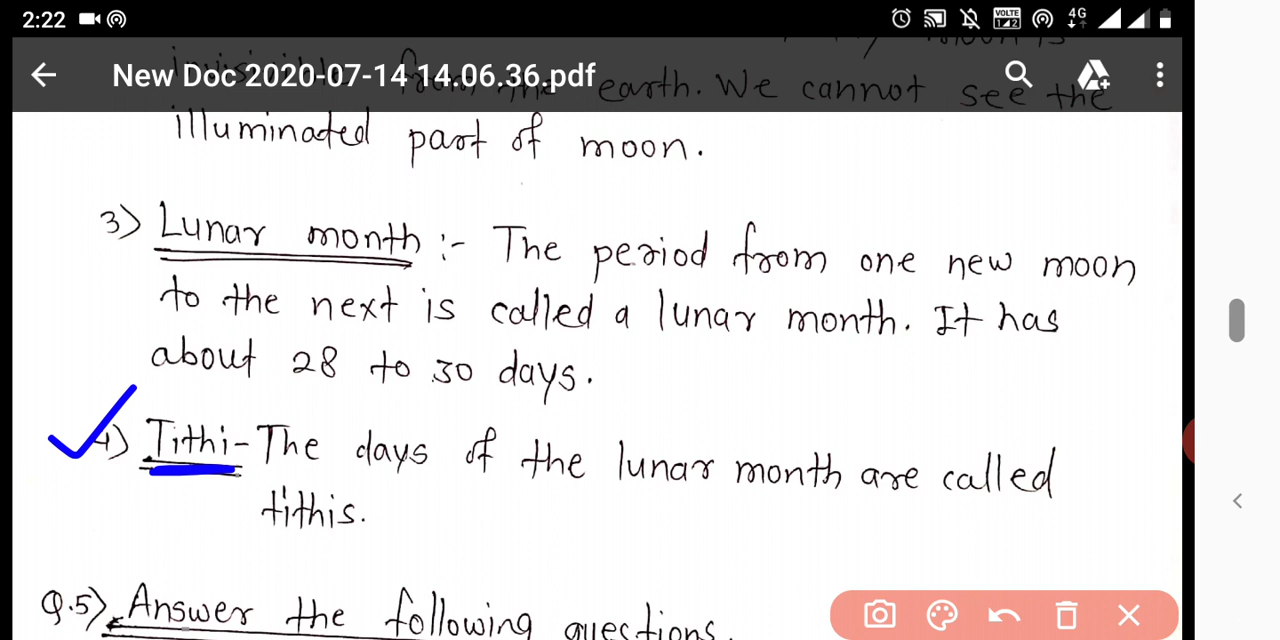 2:22
VOLTE
4G
New Doc 2020-07-14 14.06.36.pdf
earth. We cannot see the
illuminated part of moon.
3) Lunar month :- The period from one new moon
to the next is called a lunar month. It has
about 28 to 30 days.
4) Tithi - The days of the lunar month are called
tithis.
Q.5) Answer the following questions.